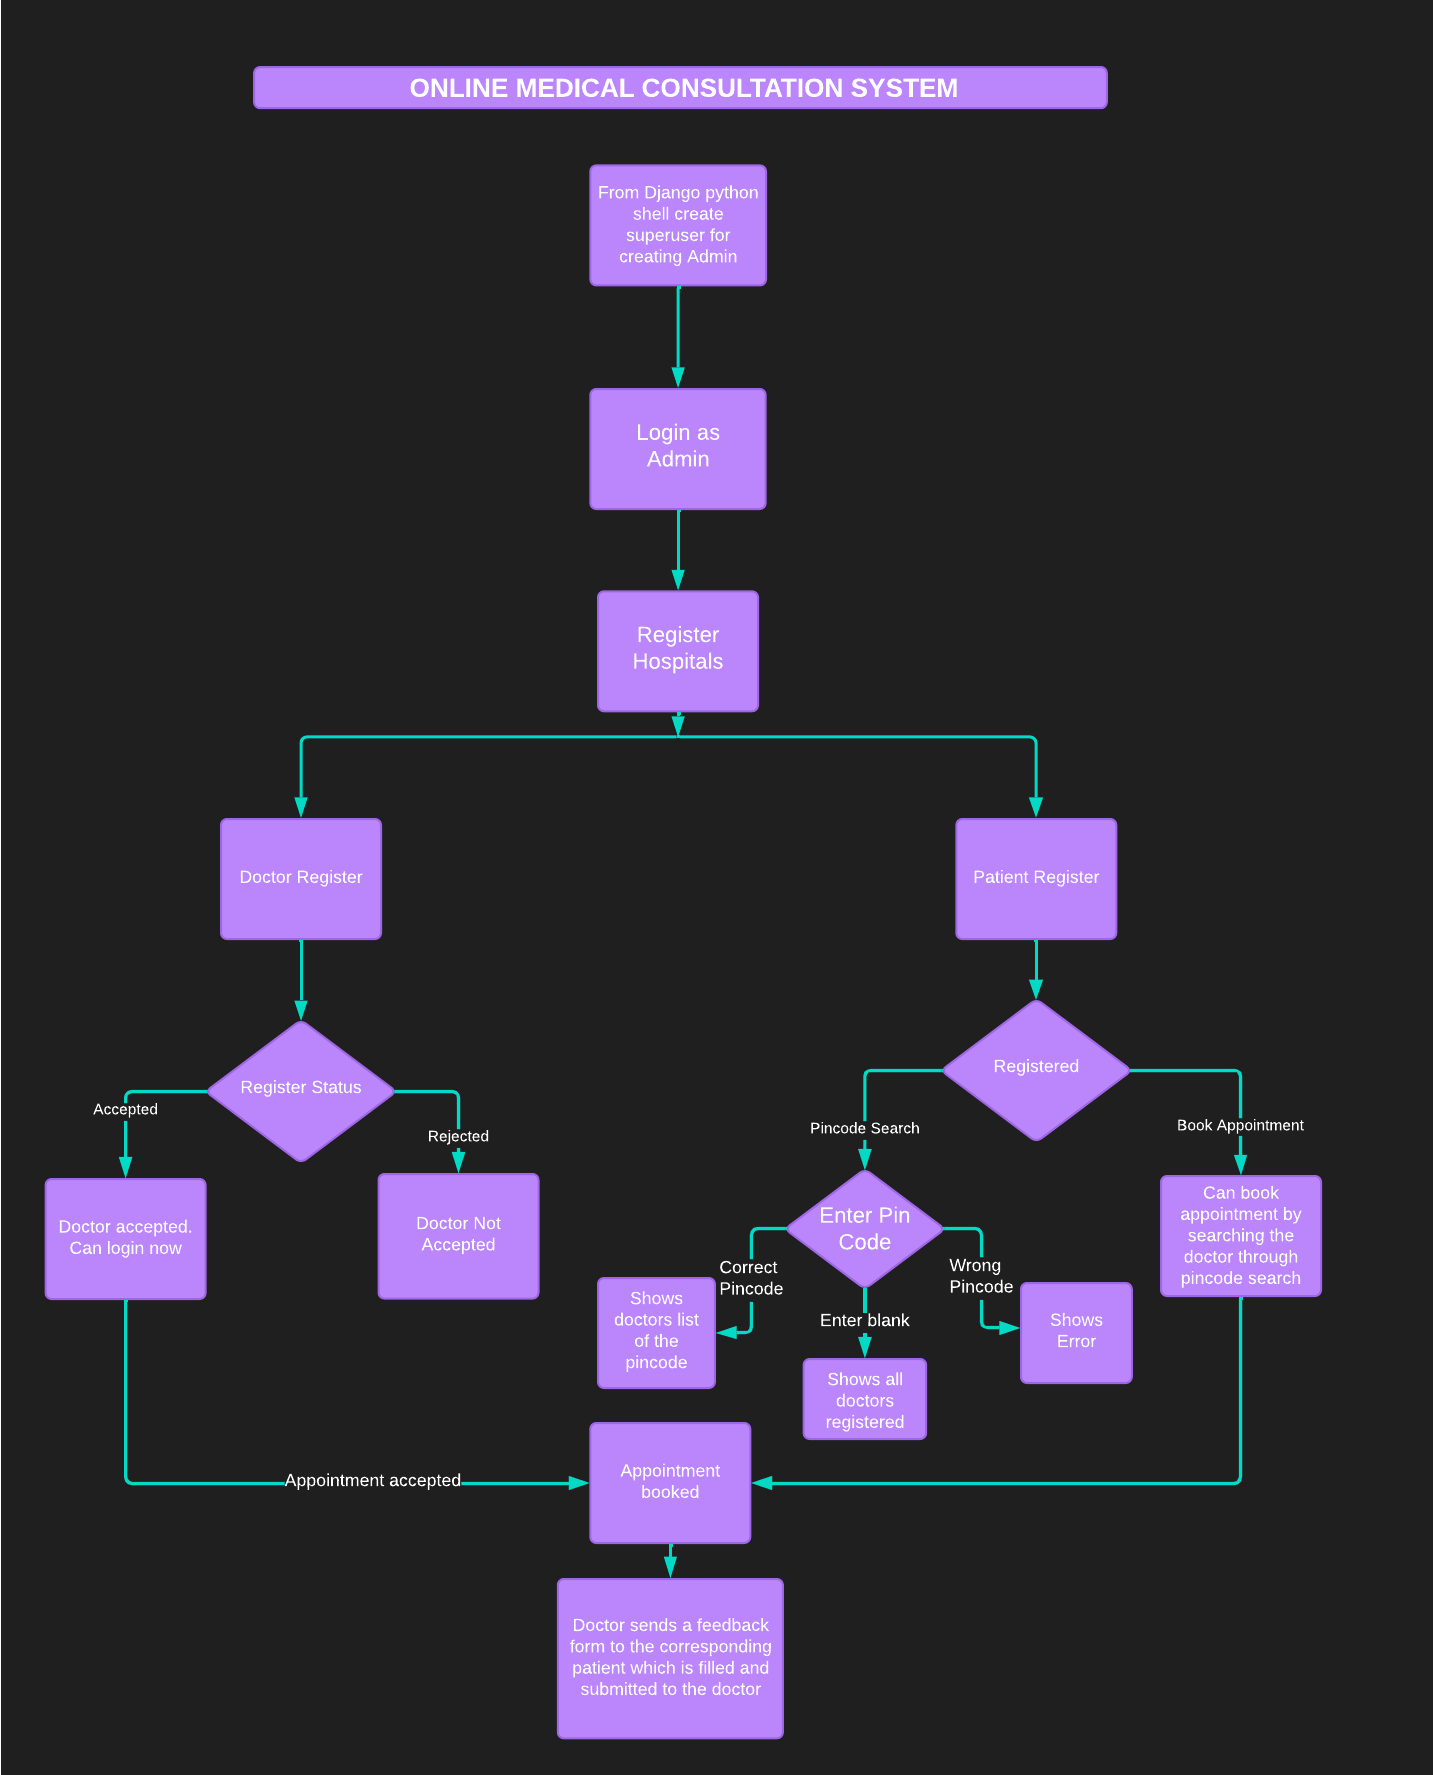 ONLINE MEDICAL CONSULTATION SYSTEM
From Django python
shell create
superuser for
creating Admin
Login as
Admin
Register
Hospitals
Doctor Register
Patient Register
Register Status
Registered
Accepted
Rejected
Pincode Search
Book Appointment
Doctor accepted.
Can login now
Doctor Not
Accepted
Enter Pin
Code
Can book
appointment by
searching the
doctor through
pincode search
Correct
Pincode
Wrong
Pincode
Enter blank
Shows
doctors list
of the
pincode
Shows all
doctors
registered
Shows
Error
Appointment accepted
Appointment
booked
Doctor sends a feedback
form to the corresponding
patient which is filled and
submitted to the doctor